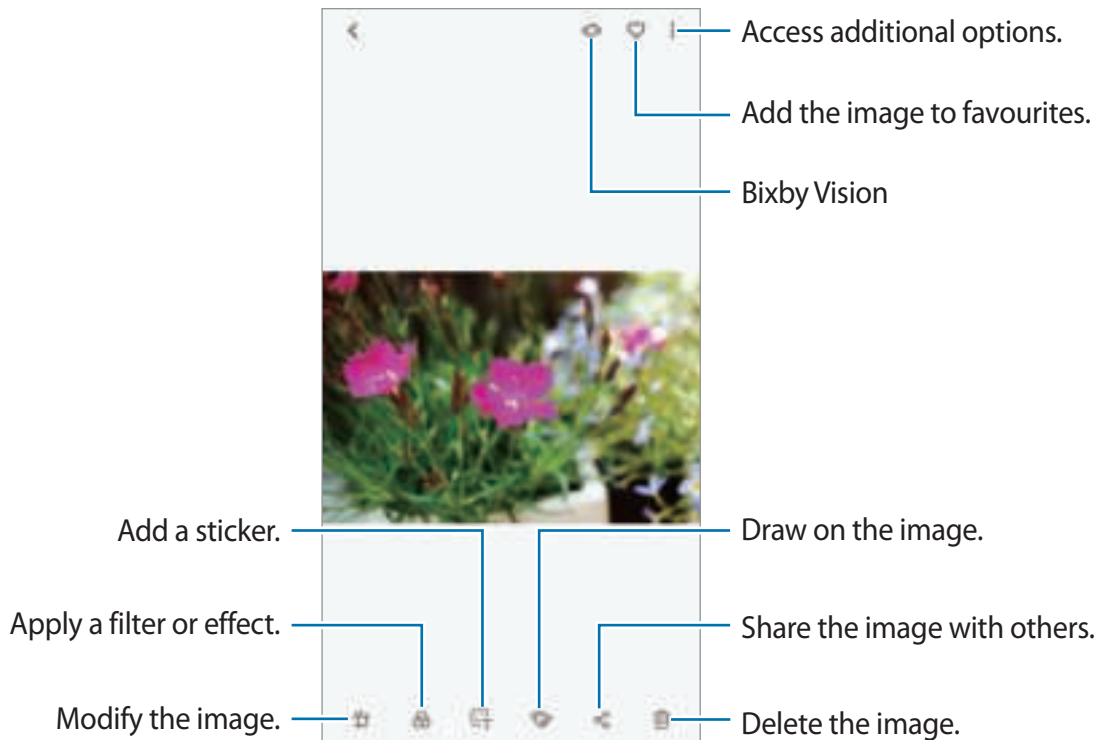 Access additional options.
Add the image to favourites.
Bixby Vision
Add a sticker.
Draw on the image.
Apply a filter or effect.
Share the image with others.
Modify the image.
Delete the image.